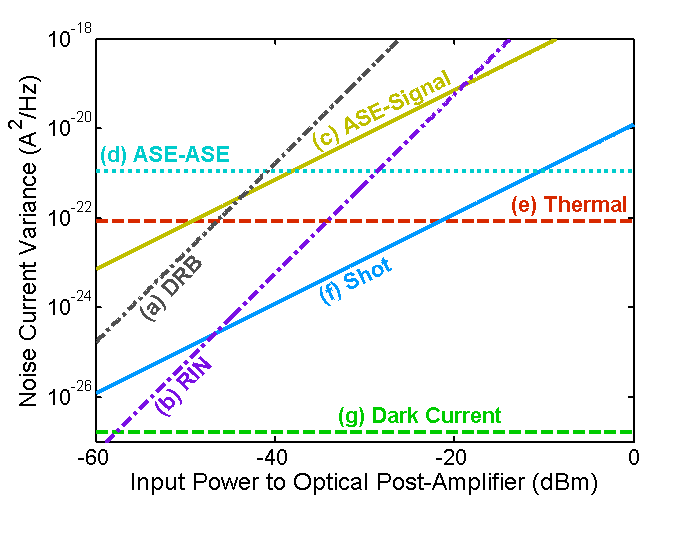 10^-18
10^-20
10^-22
10^-24
10^-26
Noise Current Variance (A^2/Hz)
(c) ASE-Signal
(d) ASE-ASE
(e) Thermal
(a) DRB
(f) Shot
(b) RIN
(g) Dark Current
-60 -40 -20 0
Input Power to Optical Post-Amplifier (dBm)